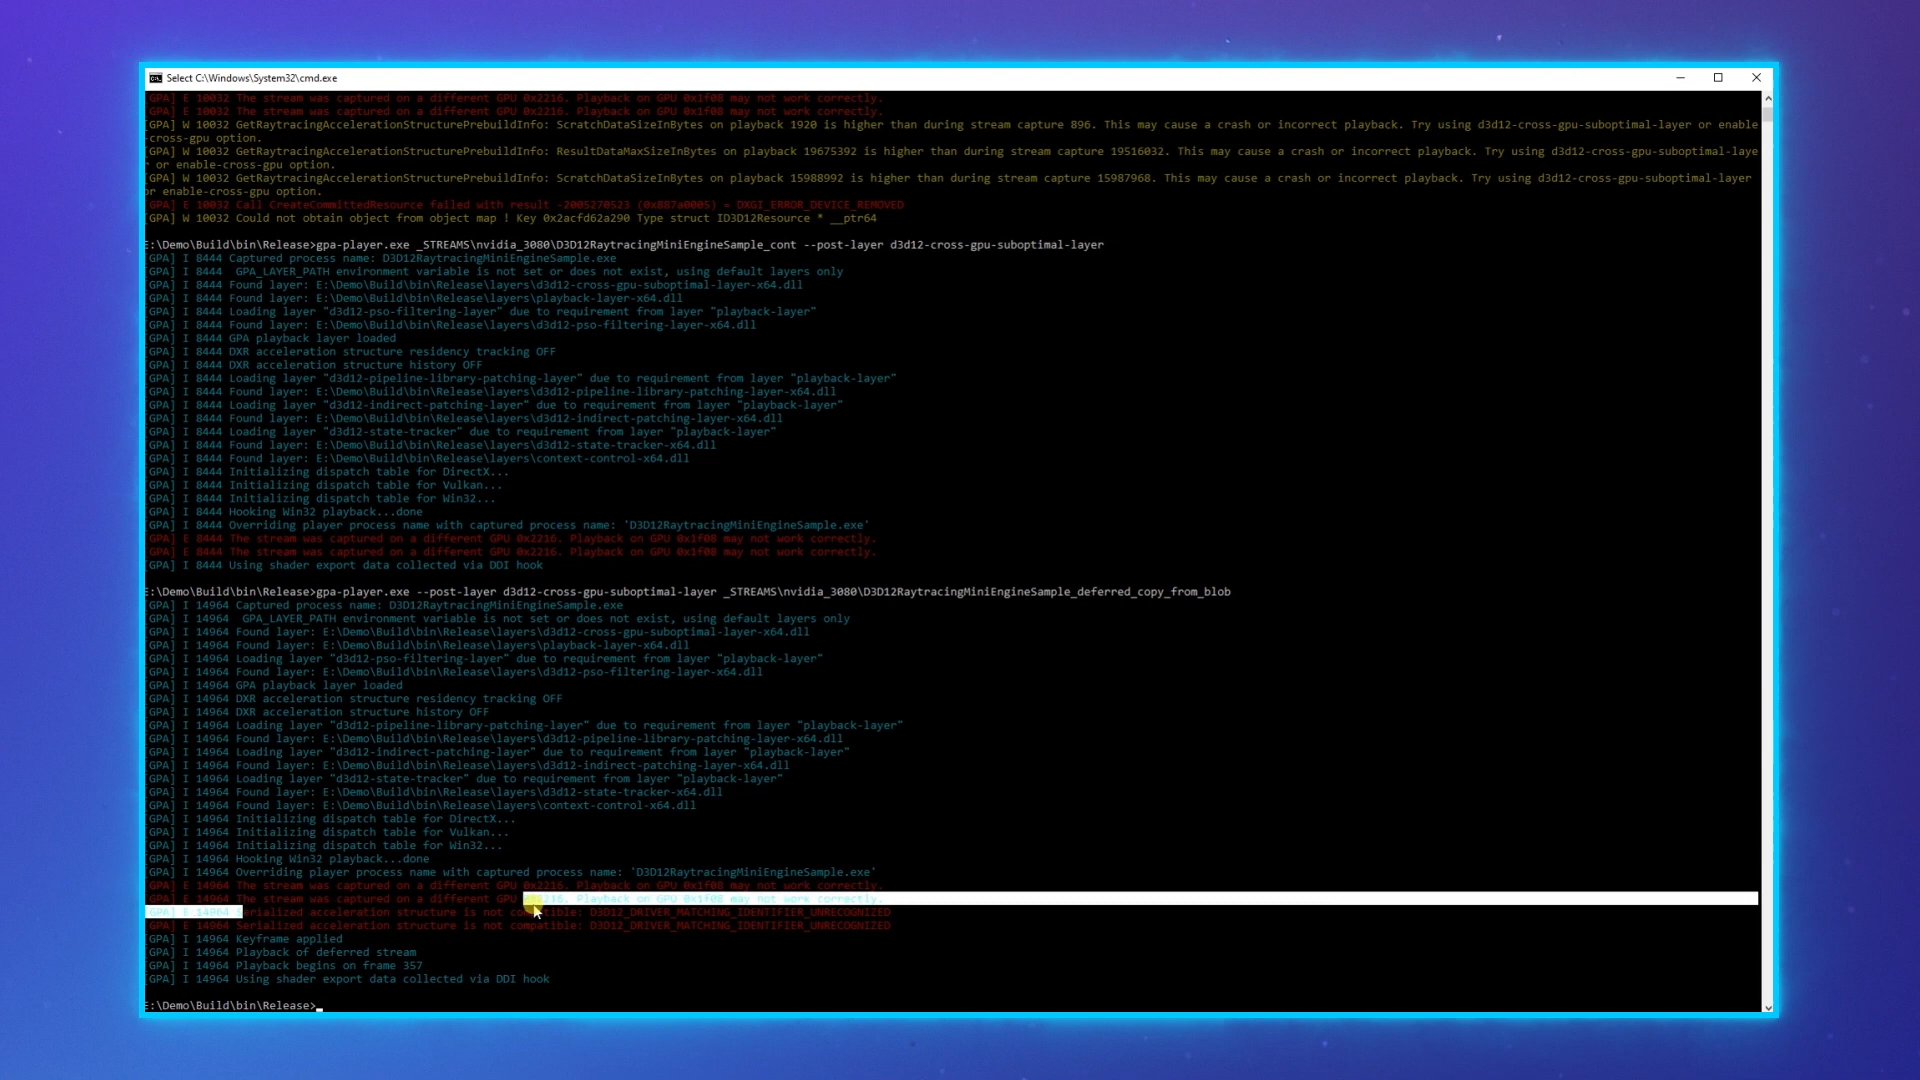 Select C:\Windows\System32\cmd.exe
[GPA] E 10032 The stream was captured on a different GPU 0x2216. Playback on GPU 0x1f08 may not work correctly.
[GPA] E 10032 The stream was captured on a different GPU 0x2216. Playback on GPU 0x1f08 may not work correctly.
[GPA] W 10032 GetRaytracingAccelerationStructurePrebuildInfo: ScratchDataSizeInBytes on playback 1920 is higher than during stream capture 896. This may cause a crash or incorrect playback. Try using d3d12-cross-gpu-suboptimal-layer or enable
-cross-gpu option.
[GPA] W 10032 GetRaytracingAccelerationStructurePrebuildInfo: ResultDataMaxSizeInBytes on playback 19675392 is higher than during stream capture 19516032. This may cause a crash or incorrect playback. Try using d3d12-cross-gpu-suboptimal-laye
r or enable-cross-gpu option.
[GPA] W 10032 GetRaytracingAccelerationStructurePrebuildInfo: ScratchDataSizeInBytes on playback 15988992 is higher than during stream capture 15987968. This may cause a crash or incorrect playback. Try using d3d12-cross-gpu-suboptimal-layer
or enable-cross-gpu option.
[GPA] E 10032 Call CreateCommittedResource failed with result -2005270523 (0x887a0005) = DXGI_ERROR_DEVICE_REMOVED
[GPA] W 10032 Could not obtain object from object map ! Key 0x2acfd62a290 Type struct ID3D12Resource * __ptr64
E:\Demo\Build\bin\Release>gpa-player.exe _STREAMS\nvidia_3080\D3D12RaytracingMiniEngineSample_cont --post-layer d3d12-cross-gpu-suboptimal-layer
[GPA] I 8444 Captured process name: D3D12RaytracingMiniEngineSample.exe
[GPA] I 8444  GPA_LAYER_PATH environment variable is not set or does not exist, using default layers only
[GPA] I 8444 Found layer: E:\Demo\Build\bin\Release\layers\d3d12-cross-gpu-suboptimal-layer-x64.dll
[GPA] I 8444 Found layer: E:\Demo\Build\bin\Release\layers\playback-layer-x64.dll
[GPA] I 8444 Loading layer "d3d12-pso-filtering-layer" due to requirement from layer "playback-layer"
[GPA] I 8444 Found layer: E:\Demo\Build\bin\Release\layers\d3d12-pso-filtering-layer-x64.dll
[GPA] I 8444 GPA playback layer loaded
[GPA] I 8444 DXR acceleration structure residency tracking OFF
[GPA] I 8444 DXR acceleration structure history OFF
[GPA] I 8444 Loading layer "d3d12-pipeline-library-patching-layer" due to requirement from layer "playback-layer"
[GPA] I 8444 Found layer: E:\Demo\Build\bin\Release\layers\d3d12-pipeline-library-patching-layer-x64.dll
[GPA] I 8444 Loading layer "d3d12-indirect-patching-layer" due to requirement from layer "playback-layer"
[GPA] I 8444 Found layer: E:\Demo\Build\bin\Release\layers\d3d12-indirect-patching-layer-x64.dll
[GPA] I 8444 Loading layer "d3d12-state-tracker" due to requirement from layer "playback-layer"
[GPA] I 8444 Found layer: E:\Demo\Build\bin\Release\layers\d3d12-state-tracker-x64.dll
[GPA] I 8444 Found layer: E:\Demo\Build\bin\Release\layers\context-control-x64.dll
[GPA] I 8444 Initializing dispatch table for DirectX...
[GPA] I 8444 Initializing dispatch table for Vulkan...
[GPA] I 8444 Initializing dispatch table for Win32...
[GPA] I 8444 Hooking Win32 playback...done
[GPA] I 8444 Overriding player process name with captured process name: 'D3D12RaytracingMiniEngineSample.exe'
[GPA] E 8444 The stream was captured on a different GPU 0x2216. Playback on GPU 0x1f08 may not work correctly.
[GPA] E 8444 The stream was captured on a different GPU 0x2216. Playback on GPU 0x1f08 may not work correctly.
[GPA] I 8444 Using shader export data collected via DDI hook
E:\Demo\Build\bin\Release>gpa-player.exe --post-layer d3d12-cross-gpu-suboptimal-layer _STREAMS\nvidia_3080\D3D12RaytracingMiniEngineSample_deferred_copy_from_blob
[GPA] I 14964 Captured process name: D3D12RaytracingMiniEngineSample.exe
[GPA] I 14964  GPA_LAYER_PATH environment variable is not set or does not exist, using default layers only
[GPA] I 14964 Found layer: E:\Demo\Build\bin\Release\layers\d3d12-cross-gpu-suboptimal-layer-x64.dll
[GPA] I 14964 Found layer: E:\Demo\Build\bin\Release\layers\playback-layer-x64.dll
[GPA] I 14964 Loading layer "d3d12-pso-filtering-layer" due to requirement from layer "playback-layer"
[GPA] I 14964 Found layer: E:\Demo\Build\bin\Release\layers\d3d12-pso-filtering-layer-x64.dll
[GPA] I 14964 GPA playback layer loaded
[GPA] I 14964 DXR acceleration structure residency tracking OFF
[GPA] I 14964 DXR acceleration structure history OFF
[GPA] I 14964 Loading layer "d3d12-pipeline-library-patching-layer" due to requirement from layer "playback-layer"
[GPA] I 14964 Found layer: E:\Demo\Build\bin\Release\layers\d3d12-pipeline-library-patching-layer-x64.dll
[GPA] I 14964 Loading layer "d3d12-indirect-patching-layer" due to requirement from layer "playback-layer"
[GPA] I 14964 Found layer: E:\Demo\Build\bin\Release\layers\d3d12-indirect-patching-layer-x64.dll
[GPA] I 14964 Loading layer "d3d12-state-tracker" due to requirement from layer "playback-layer"
[GPA] I 14964 Found layer: E:\Demo\Build\bin\Release\layers\d3d12-state-tracker-x64.dll
[GPA] I 14964 Found layer: E:\Demo\Build\bin\Release\layers\context-control-x64.dll
[GPA] I 14964 Initializing dispatch table for DirectX...
[GPA] I 14964 Initializing dispatch table for Vulkan...
[GPA] I 14964 Initializing dispatch table for Win32...
[GPA] I 14964 Hooking Win32 playback...done
[GPA] I 14964 Overriding player process name with captured process name: 'D3D12RaytracingMiniEngineSample.exe'
[GPA] E 14964 The stream was captured on a different GPU 0x2216. Playback on GPU 0x1f08 may not work correctly.
[GPA] E 14964 The stream was captured on a different GPU 0x2216. Playback on GPU 0x1f08 may not work correctly.
[GPA] E 14964 Serialized acceleration structure is not compatible: D3D12_DRIVER_MATCHING_IDENTIFIER_UNRECOGNIZED
[GPA] E 14964 Serialized acceleration structure is not compatible: D3D12_DRIVER_MATCHING_IDENTIFIER_UNRECOGNIZED
[GPA] I 14964 Keyframe applied
[GPA] I 14964 Playback of deferred stream
[GPA] I 14964 Playback begins on frame 357
[GPA] I 14964 Using shader export data collected via DDI hook
E:\Demo\Build\bin\Release>